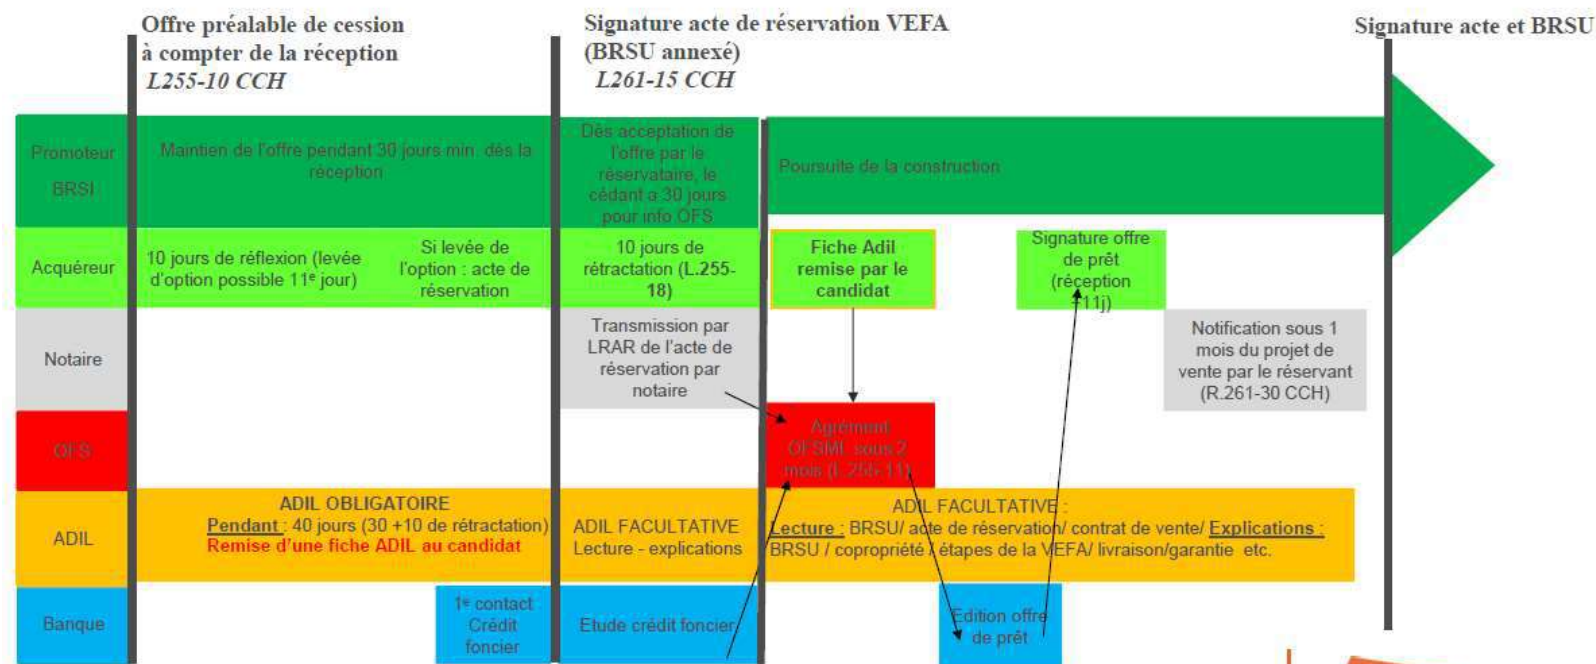 Offre préalable de cession
à compter de la réception
L255-10 CCH
Signature acte de réservation VEFA
(BRSU annexé)
L261-15 CCH
Signature acte et BRSU
Promoteur
BRSI
Maintien de l'offre pendant 30 jours min. dès la
réception
Dès acceptation de
l'offre par le
réservataire, le
cédant a 30 jours
pour info OFS
Poursuite de la construction
Acquéreur
10 jours de réflexion (levée
d'option possible 11e jour)
Si levée de
l'option : acte de
réservation
10 jours de
rétractation (L.255-
18)
Fiche Adil
remise par le
candidat
Signature offre
de prêt
(réception
+11j)
Notaire
Transmission par
LRAR de l'acte de
réservation par
notaire
Notification sous 1
mois du projet de
vente par le réservant
(R.261-30 CCH)
OFS
Agrément
OFSML sous 2
mois (L.255-11)
ADIL
ADIL OBLIGATOIRE
Pendant : 40 jours (30 +10 de rétractation)
Remise d'une fiche ADIL au candidat
ADIL FACULTATIVE
Lecture - explications
ADIL FACULTATIVE :
Lecture : BRSU/ acte de réservation/ contrat de vente/ Explications :
BRSU / copropriété / étapes de la VEFA/ livraison/garantie etc.
Banque
1e contact
Crédit
foncier
Etude crédit foncier
Edition offre
de prêt